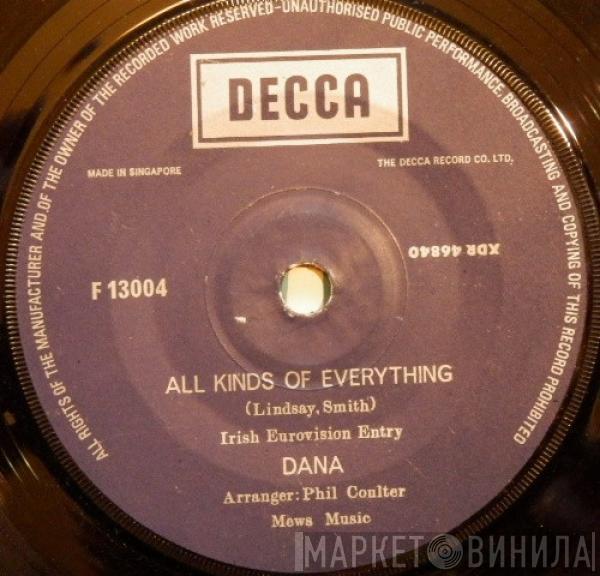 ALL RIGHTS OF THE MANUFACTURER AND OF THE OWNER OF THE RECORDED WORK RESERVED-UNAUTHORISED PUBLIC PERFORMANCE, BROADCASTING AND COPYING OF THIS RECORD PROHIBITED
DECCA
MADE IN SINGAPORE
THE DECCA RECORD CO. LTD.
XDR 46840
F 13004
ALL KINDS OF EVERYTHING
(Lindsay, Smith)
Irish Eurovision Entry
DANA
Arranger: Phil Coulter
Mews Music
МАРКЕТ ВИНИЛА